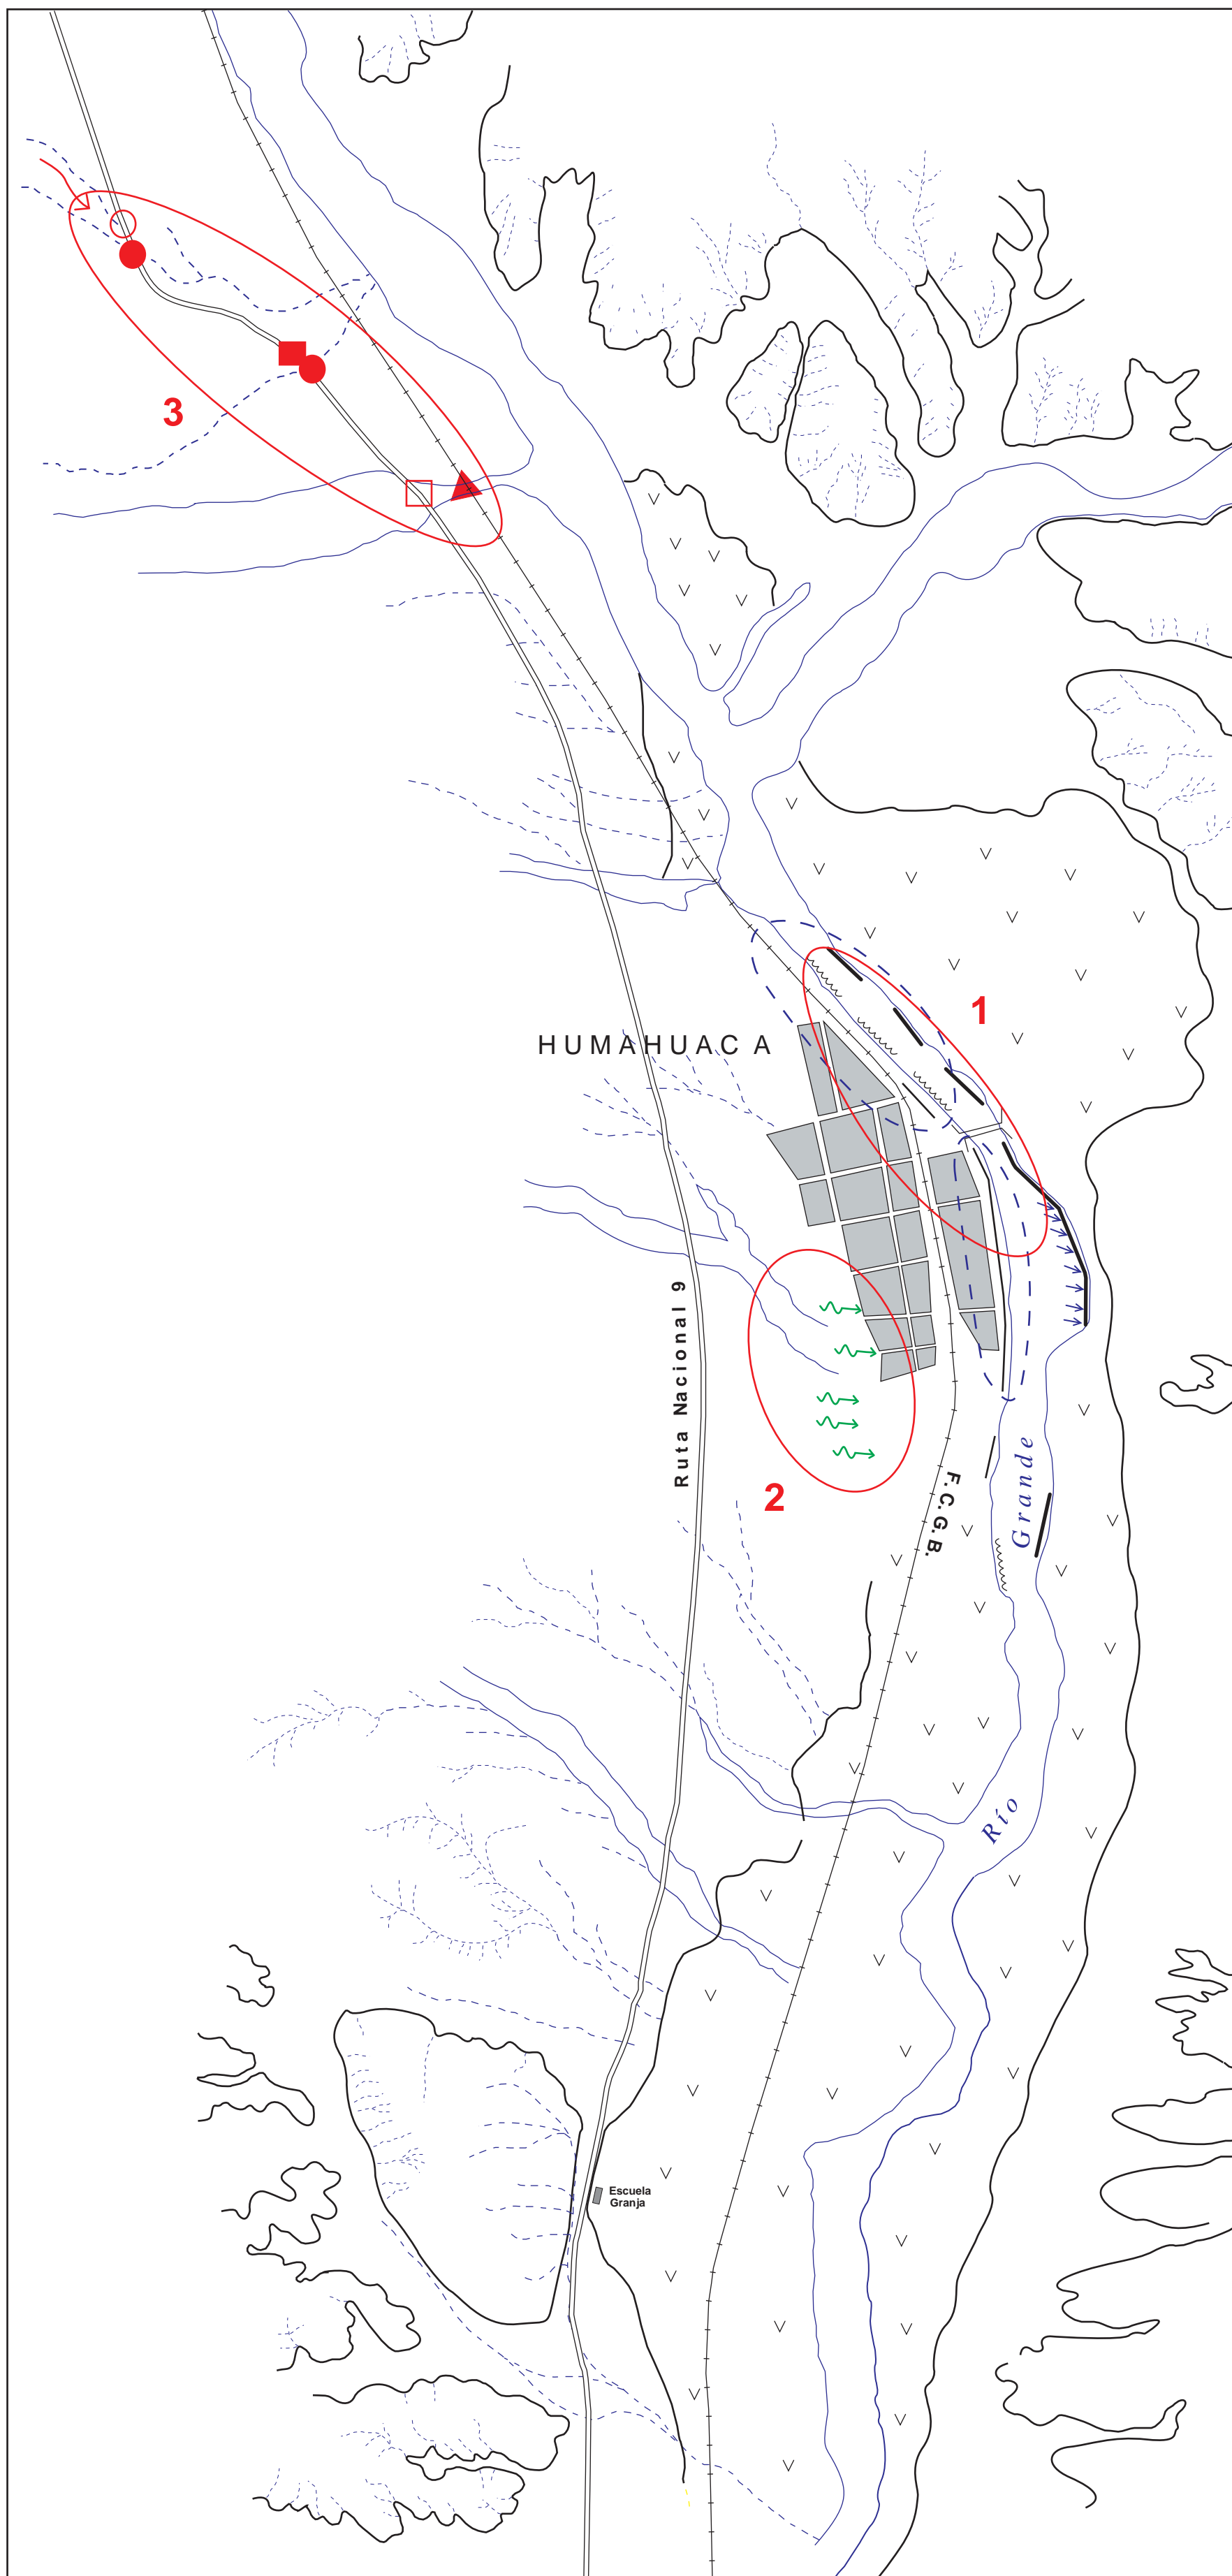 3
1
HUMAHUACA
Ruta Nacional 9
2
F.C.G.B.
Grande
Río
Escuela
Granja